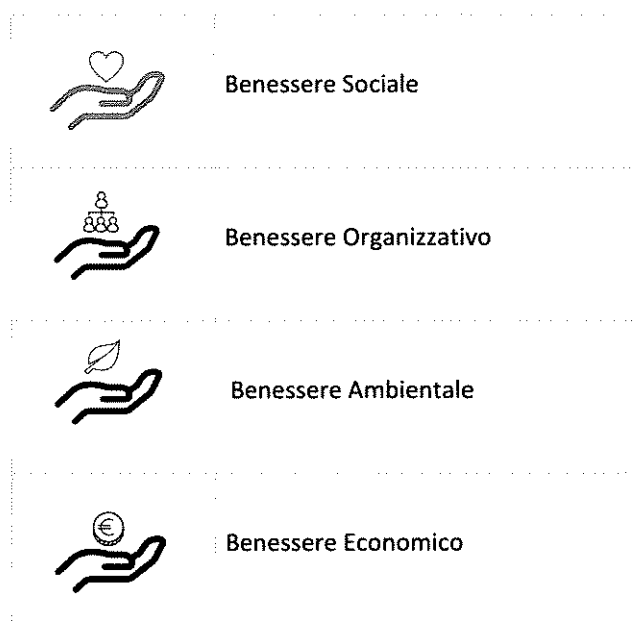 Benessere Sociale
Benessere Organizzativo
Benessere Ambientale
€
Benessere Economico